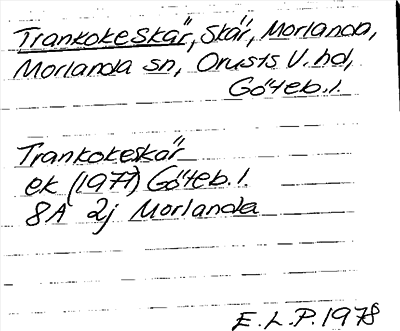 Trankokeskär, Skär, Morlanda,
Morlanda sn, Orusts V. hd,
Göteb. l.
Trankokeskär
ek (1977) Göteb. l.
8A 2j Morlanda
E. L. P. 1978